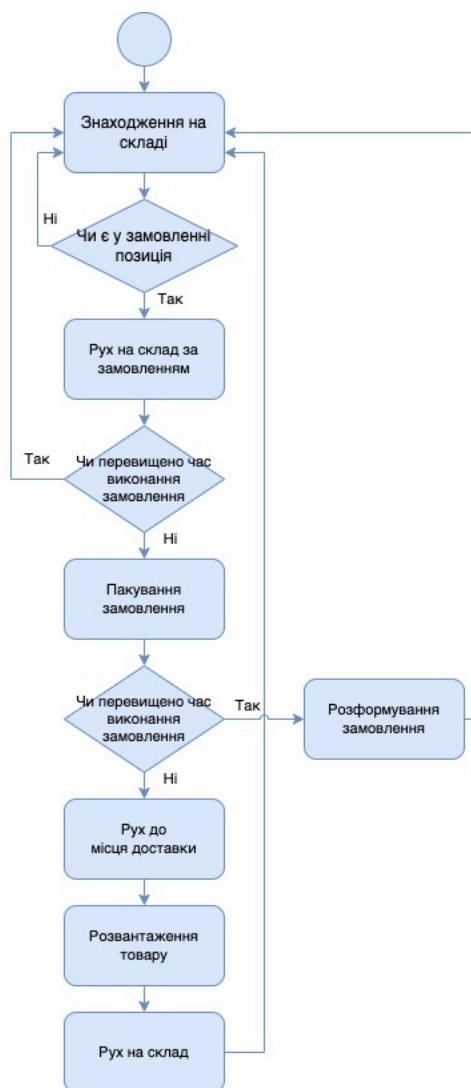 Знаходження на
складі
Ні
Чи є у замовленні
позиція
Так
Рух на склад за
замовленням
Так
Чи перевищено час
виконання
замовлення
Ні
Пакування
замовлення
Чи перевищено час
виконання
замовлення
Так
Розформування
замовлення
Ні
Рух до
місця доставки
Розвантаження
товару
Рух на склад